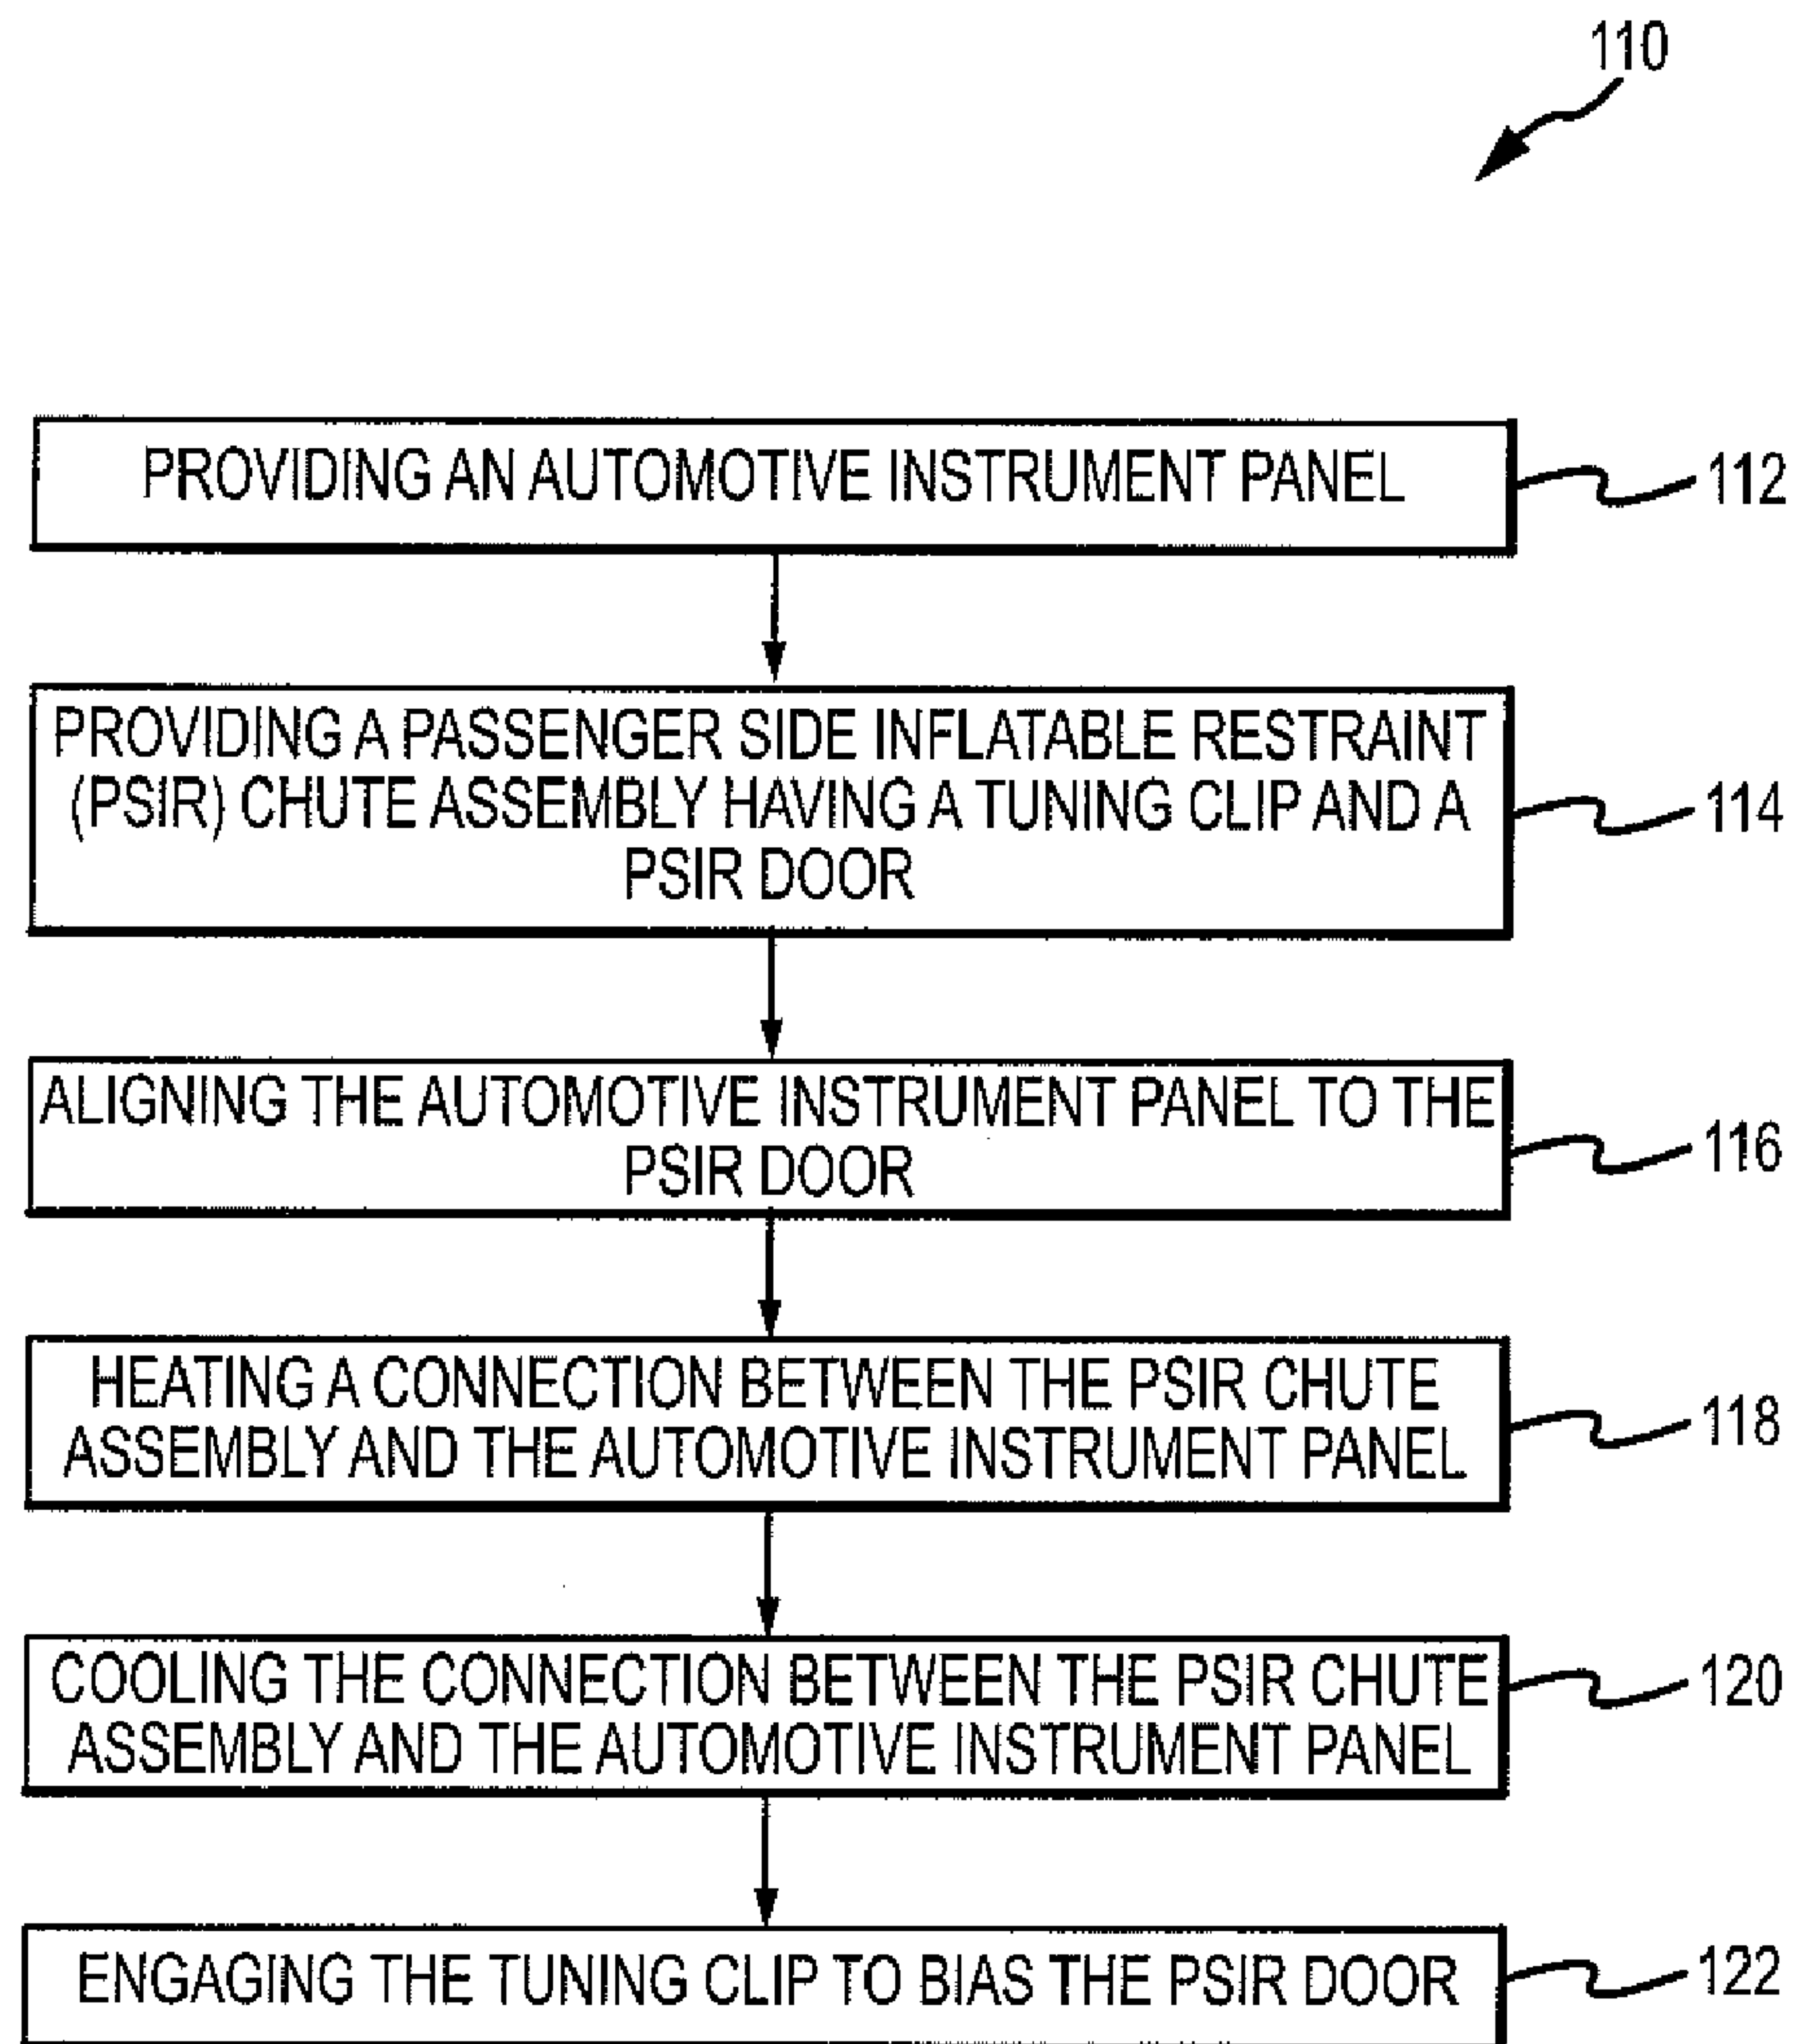 110
PROVIDING AN AUTOMOTIVE INSTRUMENT PANEL
112
PROVIDING A PASSENGER SIDE INFLATABLE RESTRAINT
(PSIR) CHUTE ASSEMBLY HAVING A TUNING CLIP AND A
PSIR DOOR
114
ALIGNING THE AUTOMOTIVE INSTRUMENT PANEL TO THE
PSIR DOOR
116
HEATING A CONNECTION BETWEEN THE PSIR CHUTE
ASSEMBLY AND THE AUTOMOTIVE INSTRUMENT PANEL
118
COOLING THE CONNECTION BETWEEN THE PSIR CHUTE
ASSEMBLY AND THE AUTOMOTIVE INSTRUMENT PANEL
120
ENGAGING THE TUNING CLIP TO BIAS THE PSIR DOOR
122